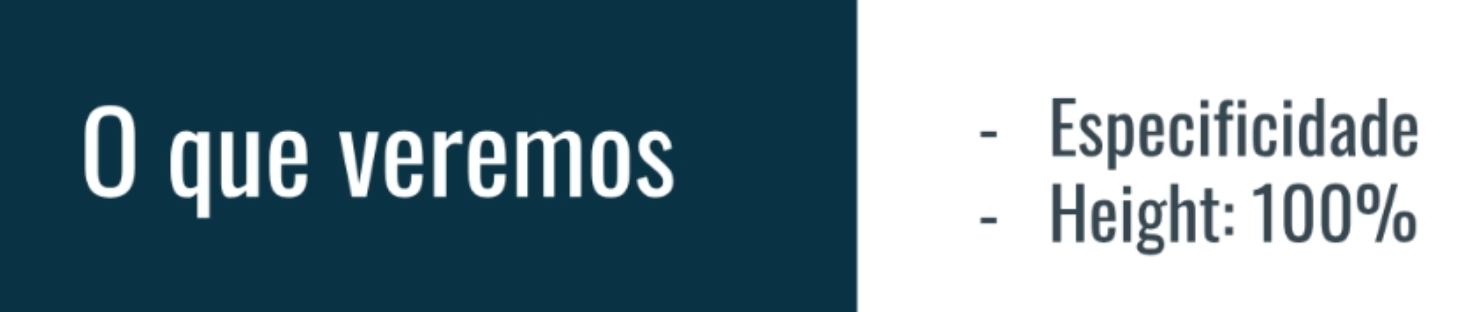 O que veremos
- Especificidade
- Height: 100%